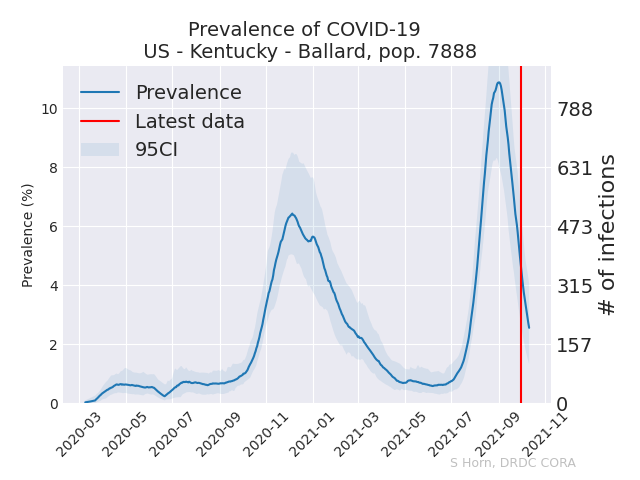 Prevalence of COVID-19
US - Kentucky - Ballard, pop. 7888
Prevalence
Latest data
95CI
Prevalence (%)
10
8
6
4
2
0
788
631
473
315
157
0
# of infections
2020-03
2020-05
2020-07
2020-09
2020-11
2021-01
2021-03
2021-05
2021-07
2021-09
2021-11
S Horn, DRDC CORA